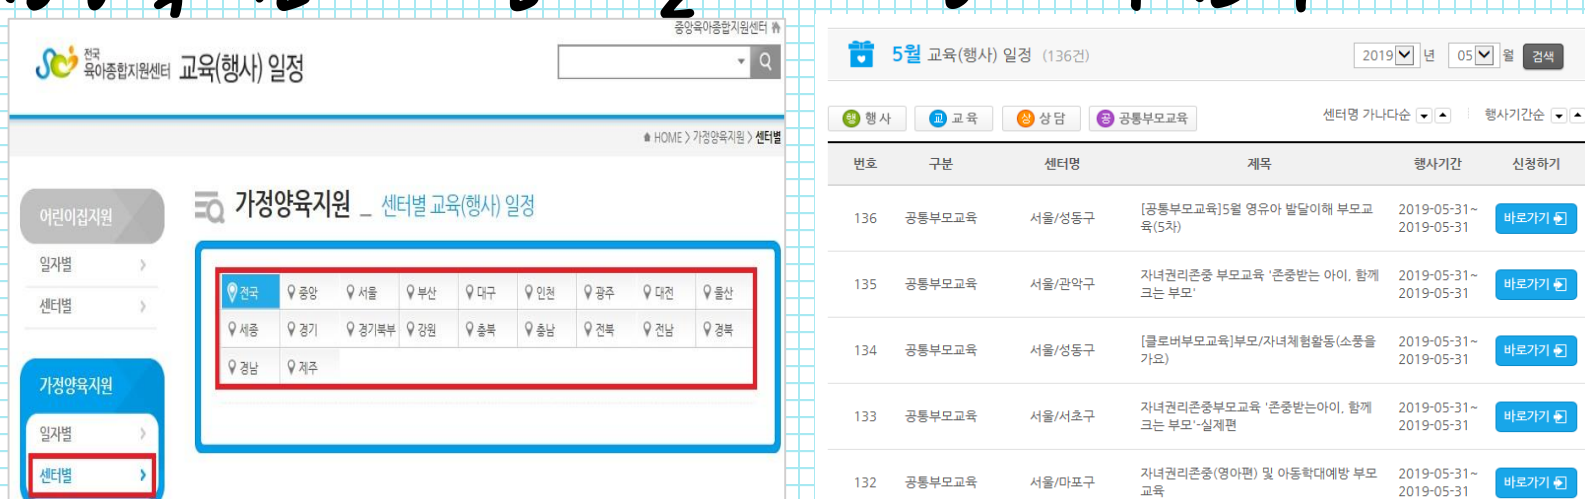 중앙육아종합지원센터
전국
육아종합지원센터 교육(행사) 일정
HOME > 가정양육지원 > 센터별
어린이집지원
일자별
센터별
가정양육지원
일자별
센터별
가정양육지원 _ 센터별 교육(행사) 일정
전국 중앙 서울 부산 대구 인천 광주 대전 울산
세종 경기 경기북부 강원 충북 충남 전북 전남 경북
경남 제주
5월 교육(행사) 일정 (136건)
2019 년 05 월 검색
행 행사 교 교육 상 상담 공 공통부모교육
센터명 가나다순 행사기간순
번호 구분 센터명 제목 행사기간 신청하기
136 공통부모교육 서울/성동구 [공통부모교육]5월 영유아 발달이해 부모교 2019-05-31~ 바로가기
육(5차) 2019-05-31
135 공통부모교육 서울/관악구 자녀권리존중 부모교육 '존중받는 아이, 함께 2019-05-31~ 바로가기
크는 부모' 2019-05-31
134 공통부모교육 서울/성동구 [클로버부모교육]부모/자녀체험활동(소풍을 2019-05-31~ 바로가기
가요) 2019-05-31
133 공통부모교육 서울/서초구 자녀권리존중부모교육 '존중받는아이, 함께 2019-05-31~ 바로가기
크는 부모'-실제편 2019-05-31
132 공통부모교육 서울/마포구 자녀권리존중(영아편) 및 아동학대예방 부모 2019-05-31~ 바로가기
교육 2019-05-31